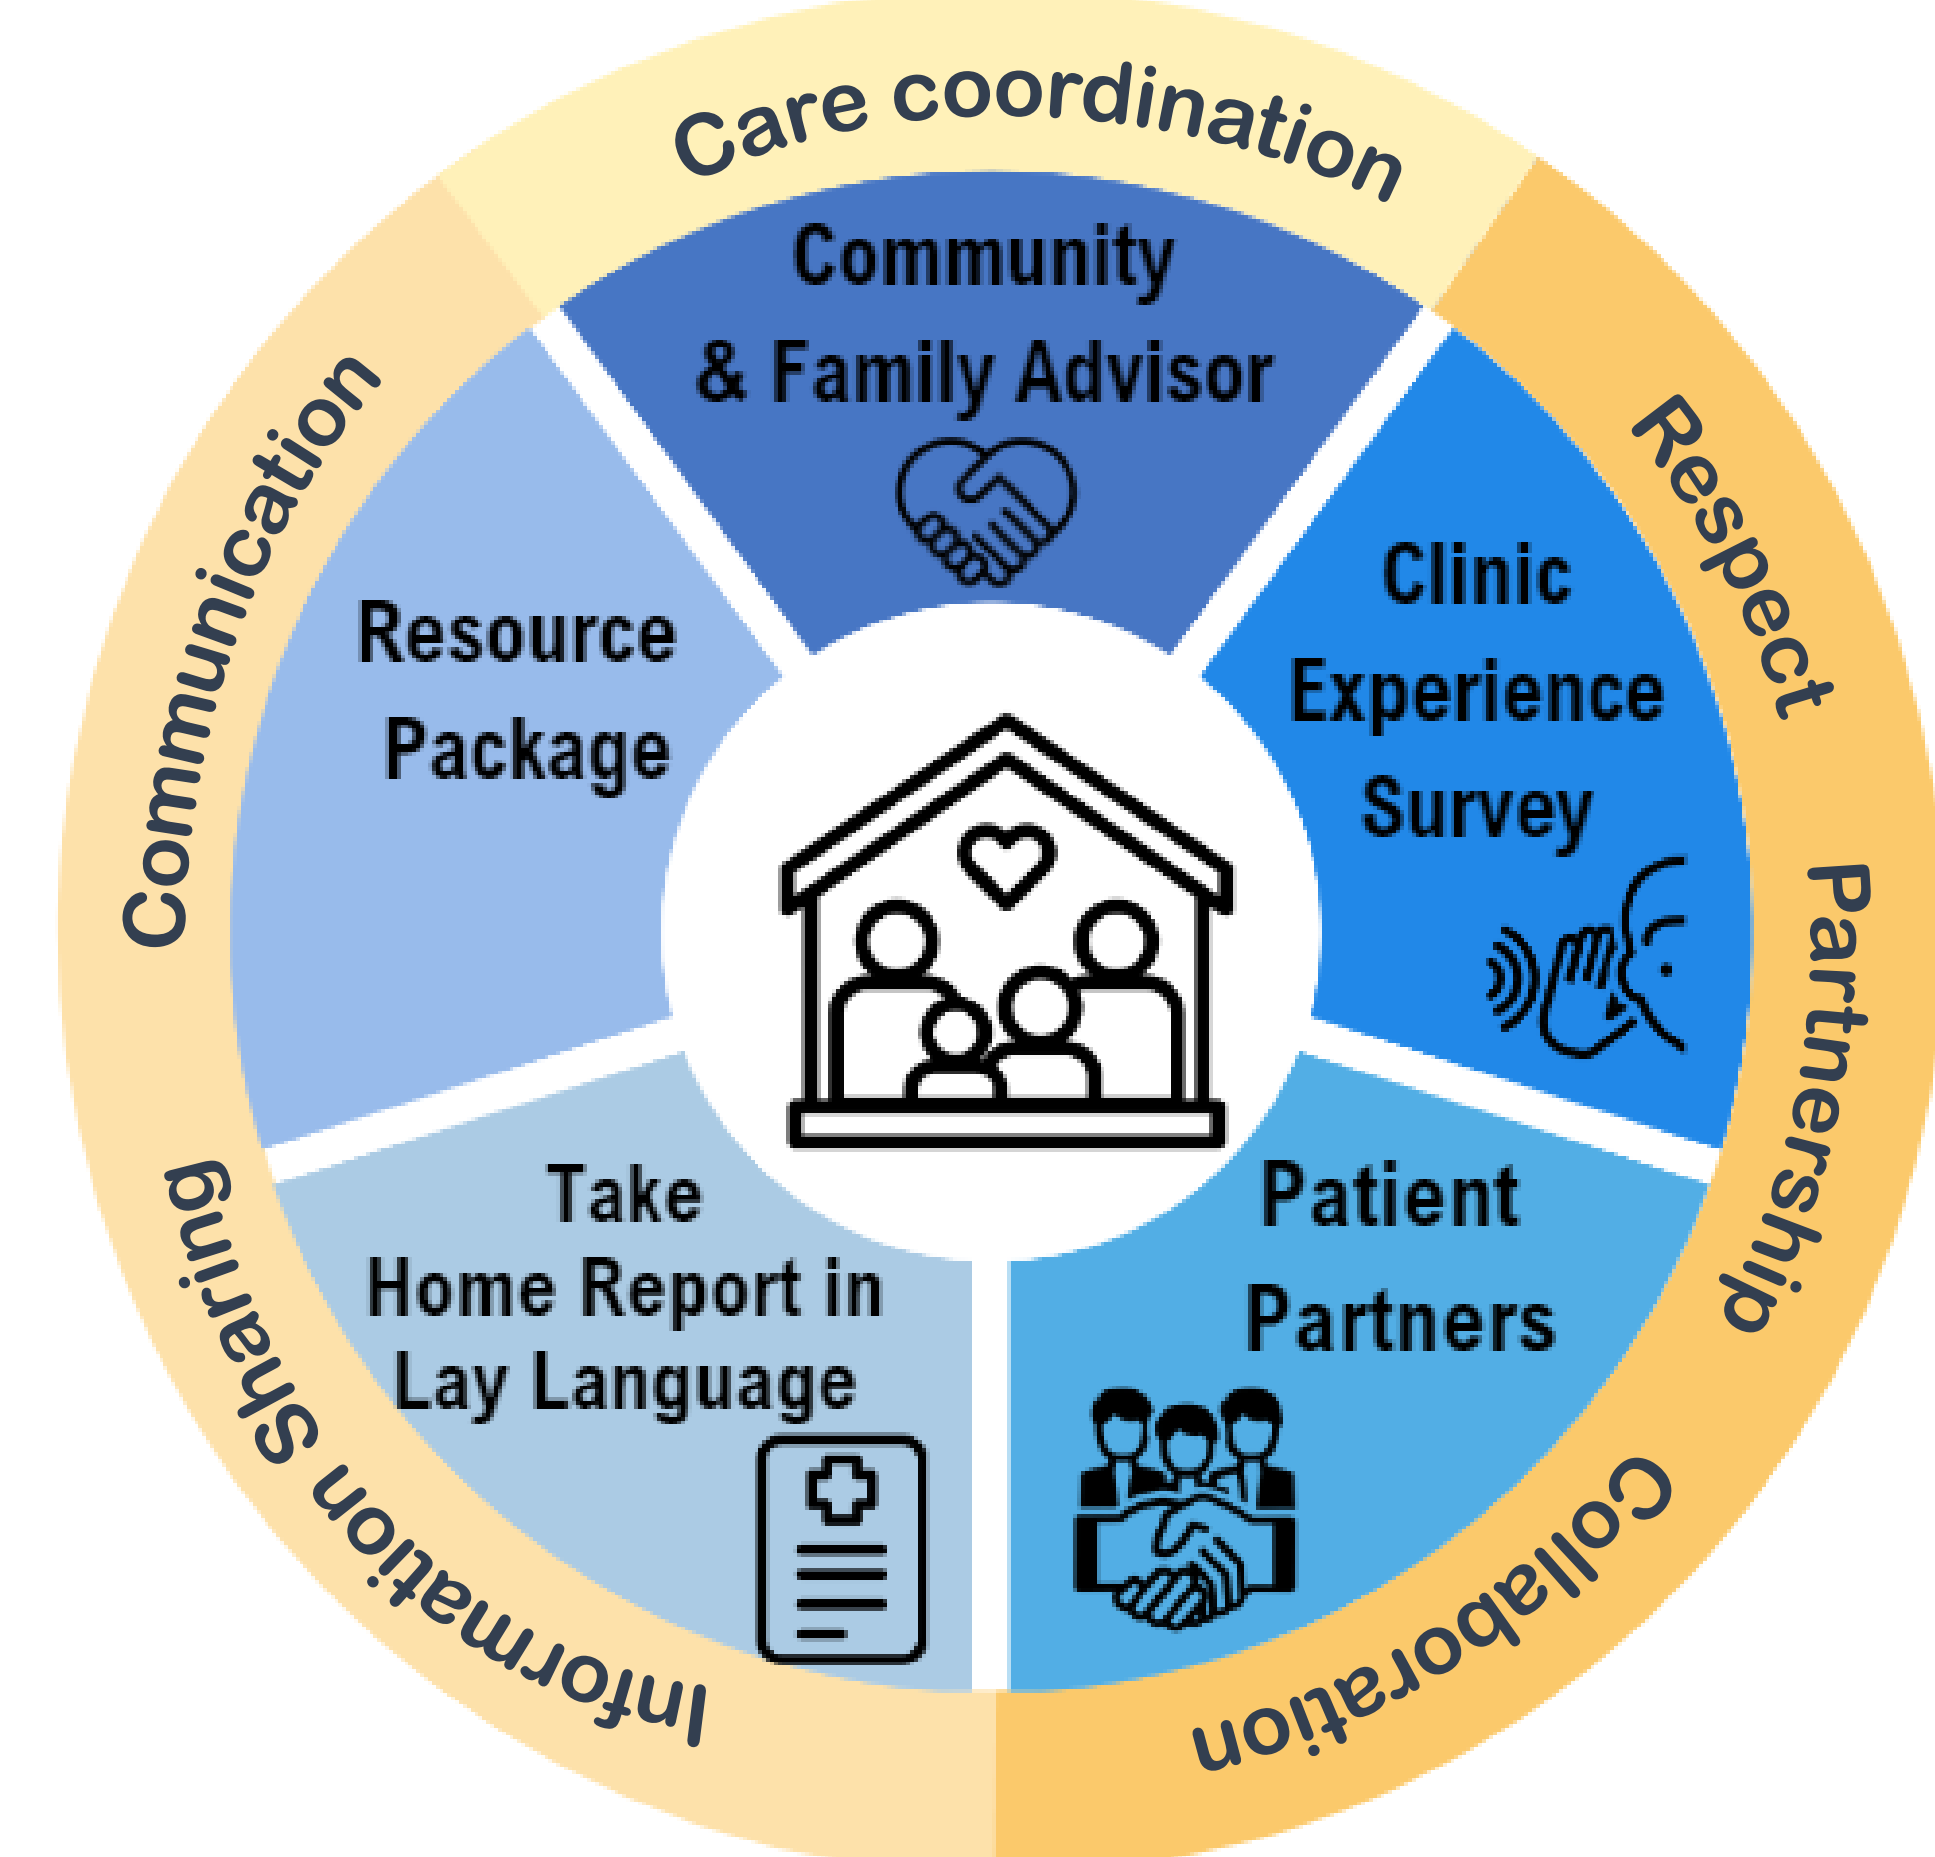 Care coordination
Community
& Family Advisor
Respect
Clinic
Experience
Survey
Partnership
Patient
Partners
Collaboration
Take
Home Report in
Lay Language
Information Sharing
Resource
Package
Communication